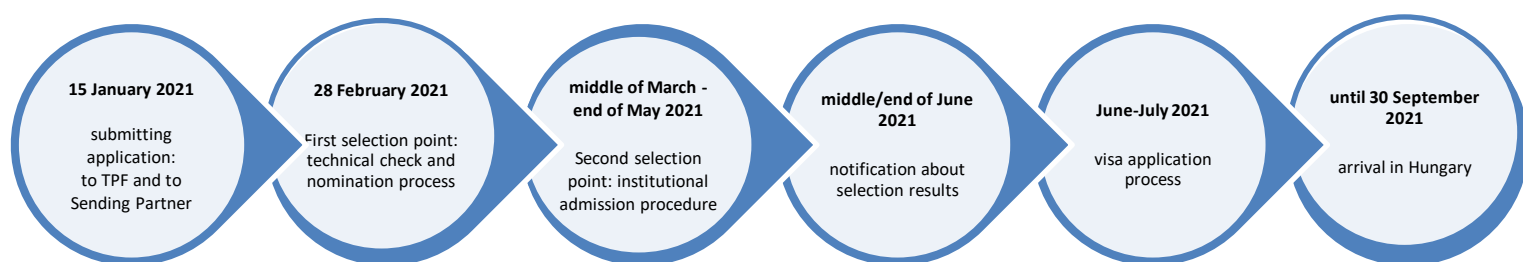 15 January 2021
submitting
application:
to TPF and to
Sending Partner
28 February 2021
First selection point:
technical check and
nomination process
middle of March -
end of May 2021
Second selection
point: institutional
admission procedure
middle/end of June
2021
notification about
selection results
June-July 2021
visa application
process
until 30 September
2021
arrival in Hungary